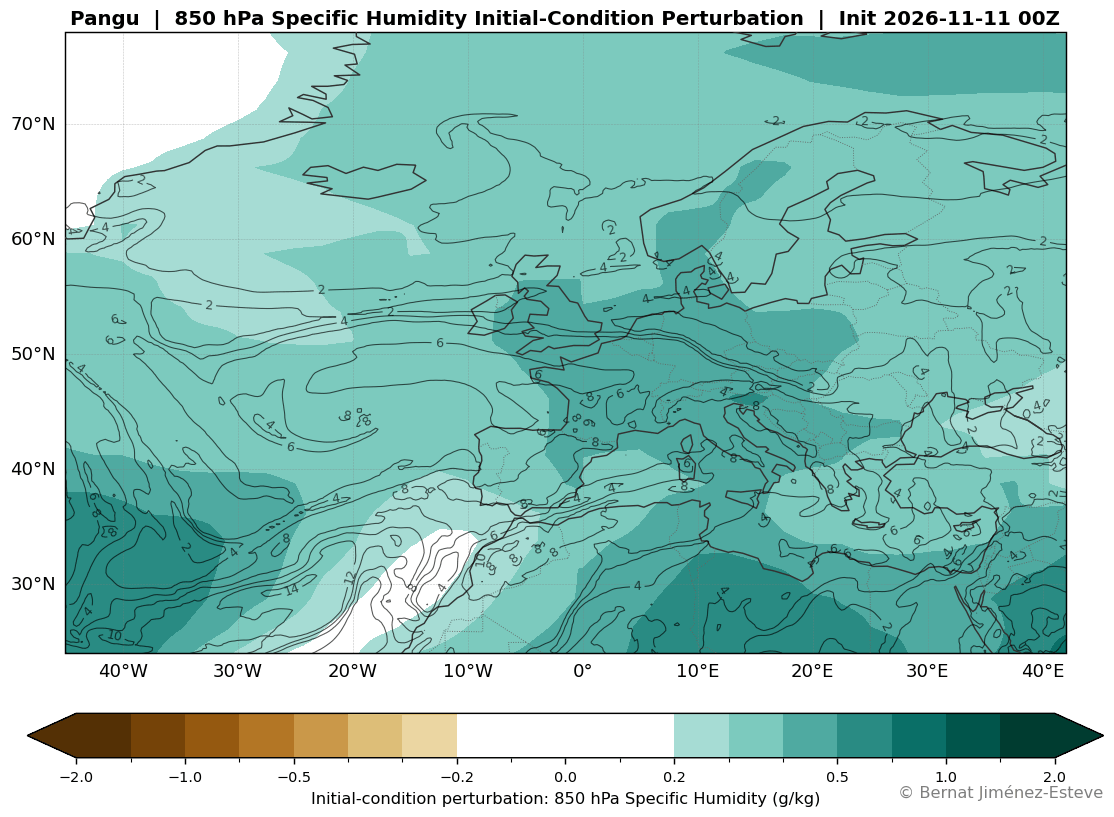 Pangu | 850 hPa Specific Humidity Initial-Condition Perturbation | Init 2026-11-11 00Z
70°N
60°N
50°N
40°N
30°N
40°W 30°W 20°W 10°W 0° 10°E 20°E 30°E 40°E
−2.0 −1.0 −0.5 −0.2 0.0 0.2 0.5 1.0 2.0
Initial-condition perturbation: 850 hPa Specific Humidity (g/kg)
© Bernat Jiménez-Esteve